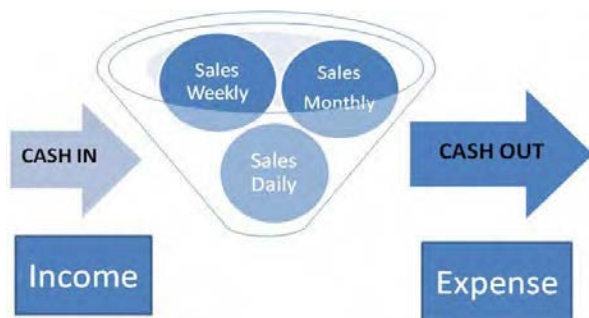 Sales
Weekly
Sales
Monthly
CASH IN
Sales
Daily
CASH OUT
Income
Expense